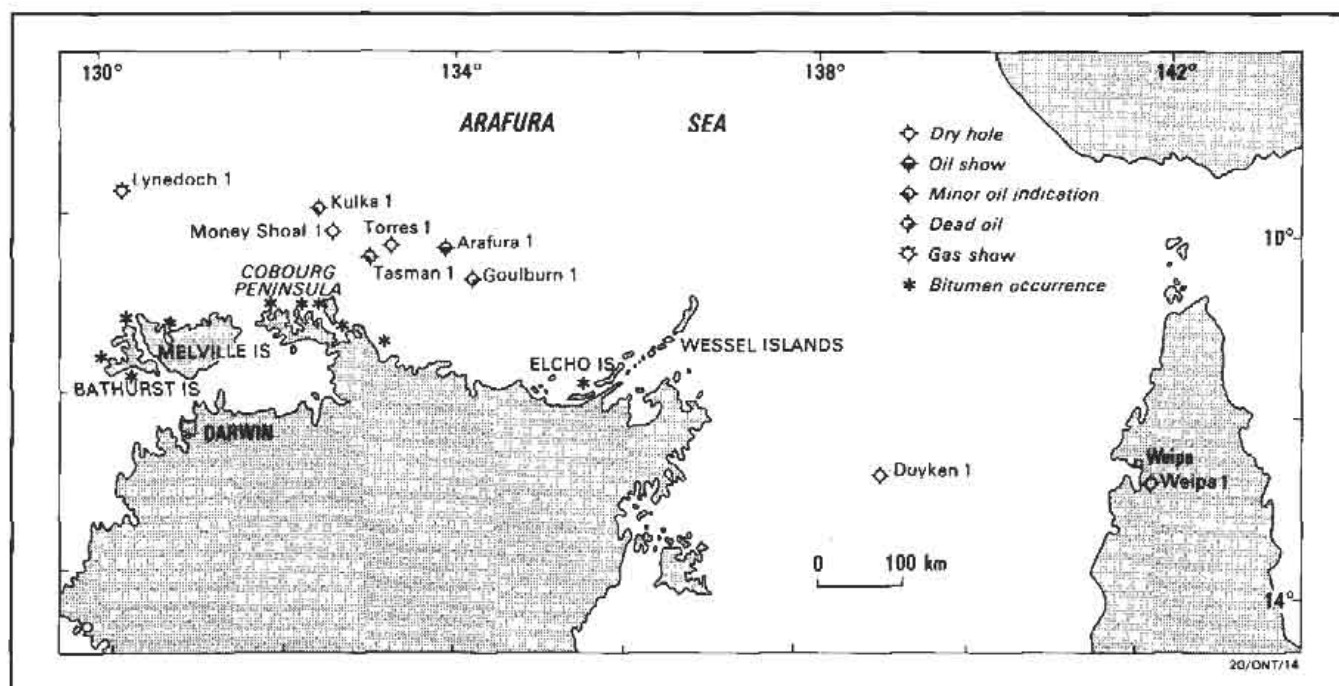 130°
134°
138°
142°
ARAFURA SEA
Dry hole
Oil show
Minor oil indication
Dead oil
Gas show
Bitumen occurrence
Lynedoch 1
Kulka 1
Money Shoal 1
Torres 1
Arafura 1
Tasman 1
Goulburn 1
10°
COBOURG
PENINSULA
MELVILLE IS
BATHURST IS
ELCHO IS
WESSEL ISLANDS
DARWIN
Duyken 1
Weipa
Weipa 1
0 100 km
14°
20/ONT/14